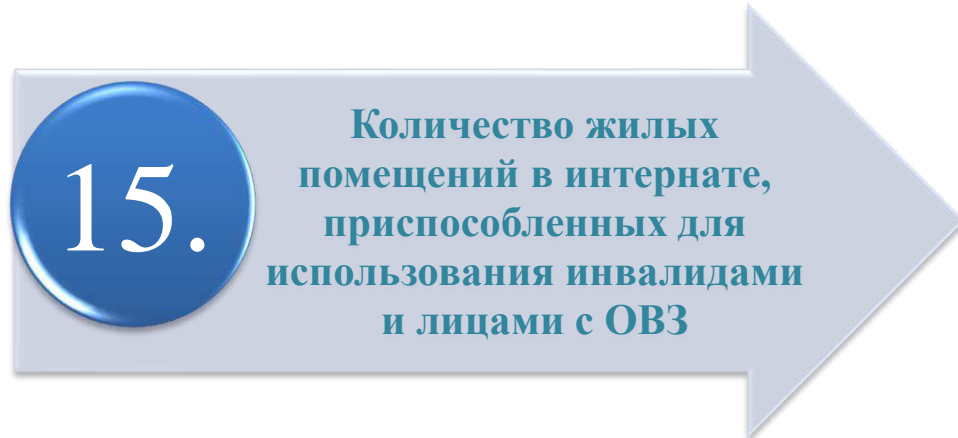 15.
Количество жилых
помещений в интернате,
приспособленных для
использования инвалидами
и лицами с ОВЗ